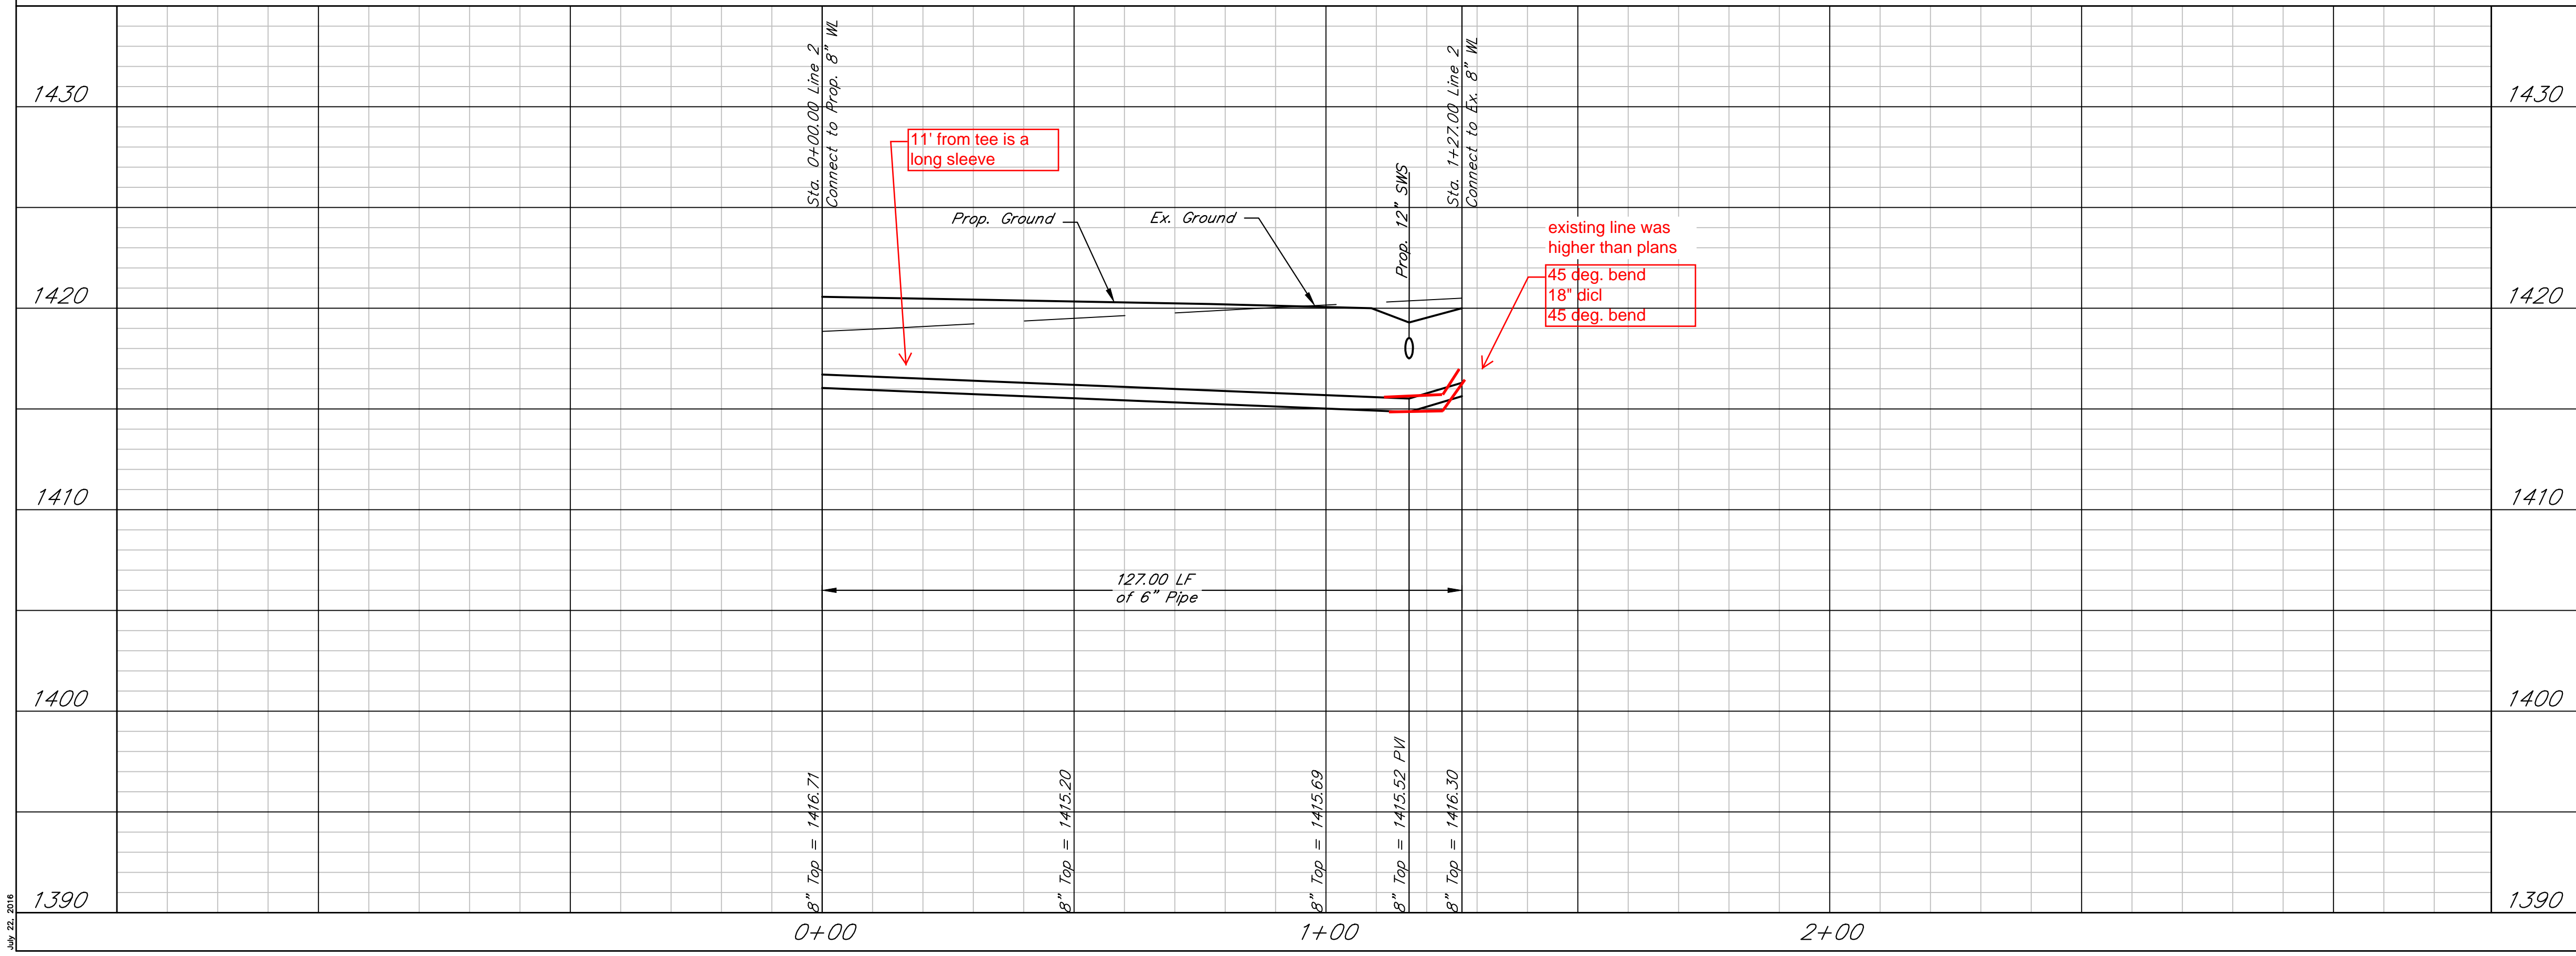 Sta. 0+00.00 Line 2
Connect to Prop. 8" WL
Sta. 1+27.00 Line 2
Connect to Ex. 8" WL
1430
1430
11' from tee is a
long sleeve
Prop. 12" SWS
Prop. Ground
Ex. Ground
existing line was
higher than plans
45 deg. bend
18" dicl
45 deg. bend
1420
1420
1410
1410
127.00 LF
of 6" Pipe
1400
1400
8" Top = 1416.71
8" Top = 1415.20
8" Top = 1415.69
8" Top = 1415.52 PVI
8" Top = 1416.30
1390
1390
0+00
1+00
2+00
July 22, 2016